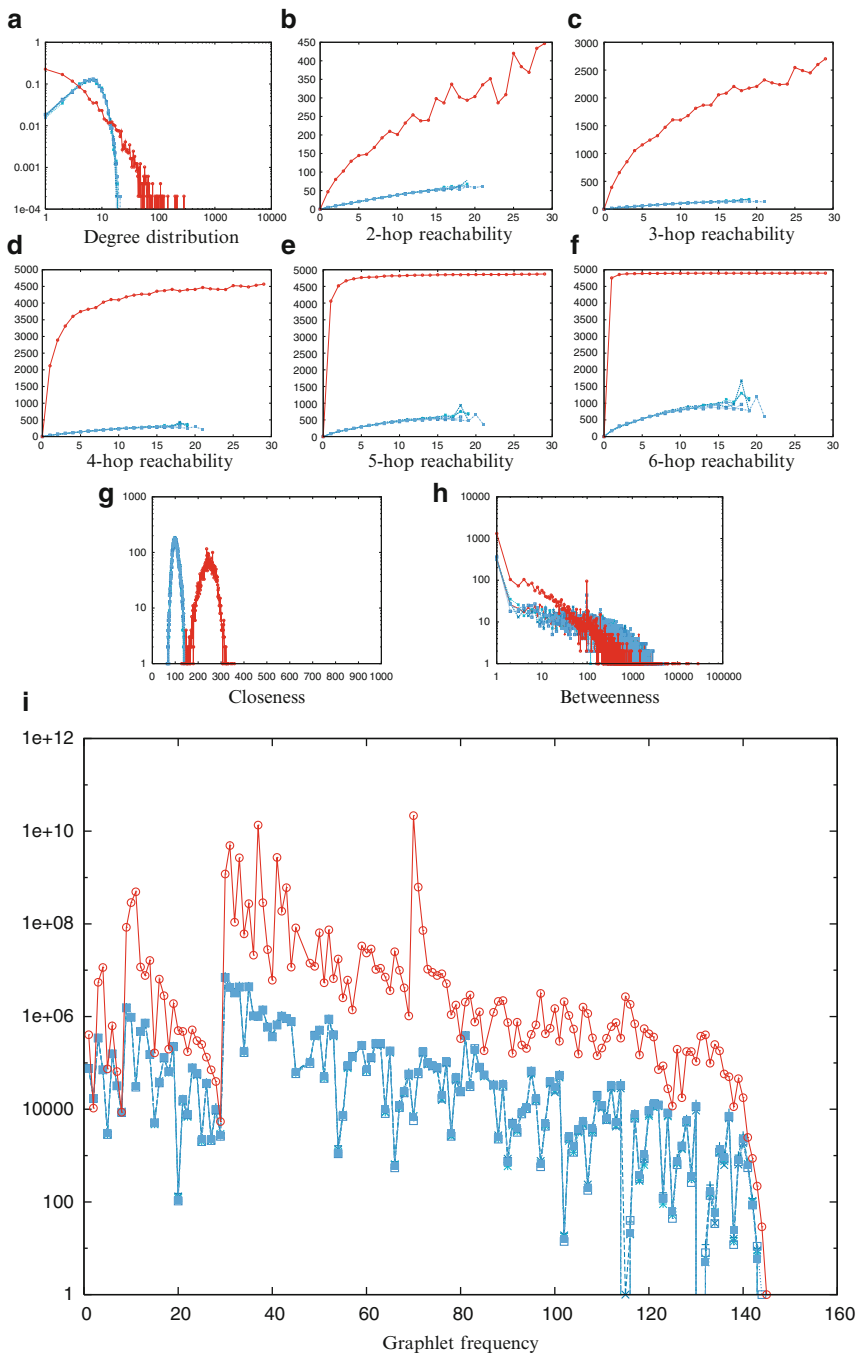 a b c
1 0.1 0.01 0.001 1e-04
1 10 100 1000 10000
Degree distribution
450 400 350 300 250 200 150 100 50 0
0 5 10 15 20 25 30
2-hop reachability
3000 2500 2000 1500 1000 500 0
0 5 10 15 20 25 30
3-hop reachability
d e f
5000 4500 4000 3500 3000 2500 2000 1500 1000 500 0
0 5 10 15 20 25 30
4-hop reachability
5000 4500 4000 3500 3000 2500 2000 1500 1000 500 0
0 5 10 15 20 25 30
5-hop reachability
5000 4500 4000 3500 3000 2500 2000 1500 1000 500 0
0 5 10 15 20 25 30
6-hop reachability
g h
1000 100 10 1
0 100 200 300 400 500 600 700 800 900 1000
Closeness
10000 1000 100 10 1
1 10 100 1000 10000 100000
Betweenness
i
1e+12
1e+10
1e+08
1e+06
10000
100
1
0 20 40 60 80 100 120 140 160
Graphlet frequency